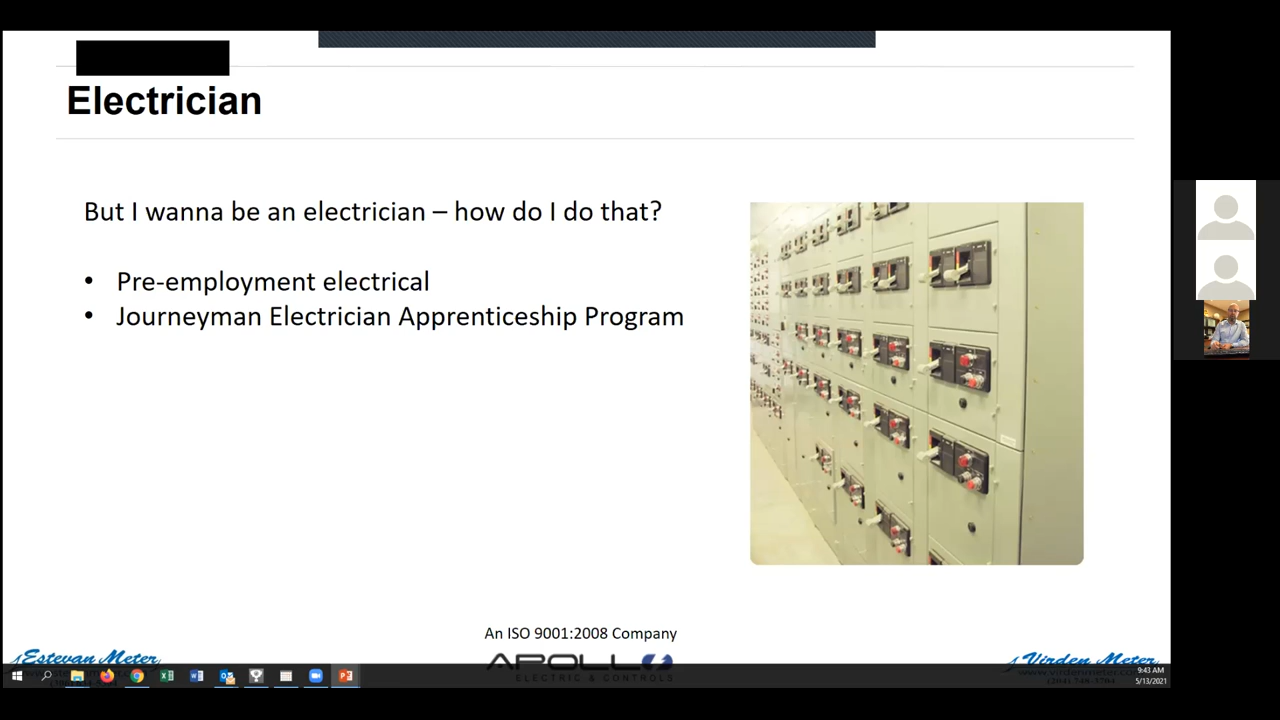 Electrician
But I wanna be an electrician – how do I do that?
• Pre-employment electrical
• Journeyman Electrician Apprenticeship Program
An ISO 9001:2008 Company
Estevan Meter
APOLLO
ELECTRIC & CONTROLS
Virden Meter
9:43 AM
5/13/2021